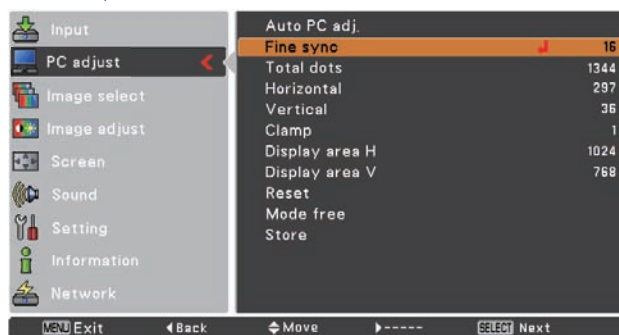 Input
PC adjust
Image select
Image adjust
Screen
Sound
Setting
Information
Network
Auto PC adj.
Fine sync 16
Total dots 1344
Horizontal 297
Vertical 36
Clamp 1
Display area H 1024
Display area V 768
Reset
Mode free
Store
MENU Exit ◀Back ◆Move ▶----- SELECT Next